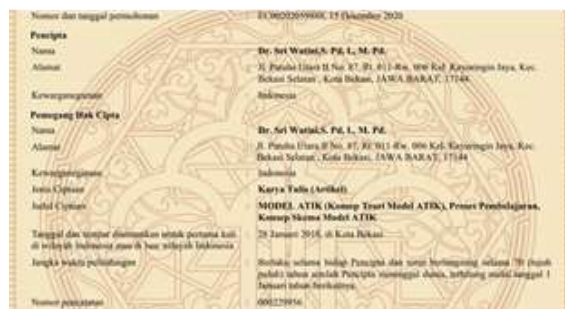 Nomor dan tanggal permohonan : 15 Desember 2020
Pencipta
Nama : Dr. Sri Watini,S. Pd. I., M. Pd.
Alamat : Jl. Patuha Utara II No. 87, Rt. 011-Rw. 006 Kel. Kayuringin Jaya, Kec.
Bekasi Selatan , Kota Bekasi, JAWA BARAT, 17144
Kewarganegaraan : Indonesia
Pemegang Hak Cipta
Nama : Dr. Sri Watini,S. Pd. I., M. Pd.
Alamat : Jl. Patuha Utara II No. 87, Rt. 011-Rw. 006 Kel. Kayuringin Jaya, Kec.
Bekasi Selatan, Kota Bekasi, JAWA BARAT, 17144
Kewarganegaraan : Indonesia
Jenis Ciptaan : Karya Tulis (Artikel)
Judul Ciptaan : MODEL ATIK (Konsep Teori Model ATIK), Proses Pembelajaran,
Konsep Skema Model ATIK
Tanggal dan tempat diumumkan untuk pertama kali : 28 Januari 2018, di Kota Bekasi
di wilayah Indonesia atau di luar wilayah Indonesia
Jangka waktu pelindungan : Berlaku selama hidup Pencipta dan terus berlangsung selama 70 (tujuh
puluh) tahun setelah Pencipta meninggal dunia, terhitung mulai tanggal 1
Januari tahun berikutnya.
Nomor pencatatan : 000229956